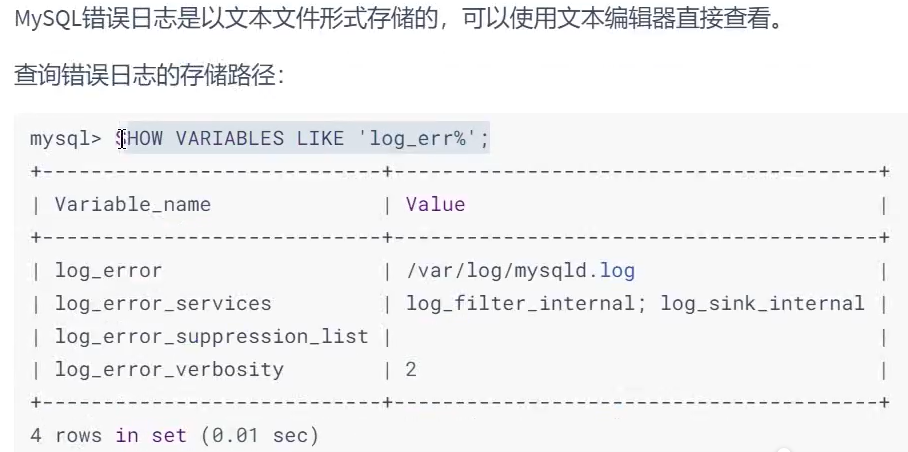 MySQL错误日志是以文本文件形式存储的，可以使用文本编辑器直接查看。
查询错误日志的存储路径：
mysql> SHOW VARIABLES LIKE 'log_err%';
+----------------------------+----------------------------------------+
| Variable_name              | Value                                  |
+----------------------------+----------------------------------------+
| log_error                  | /var/log/mysqld.log                    |
| log_error_services         | log_filter_internal; log_sink_internal |
| log_error_suppression_list |                                        |
| log_error_verbosity        | 2                                      |
+----------------------------+----------------------------------------+
4 rows in set (0.01 sec)